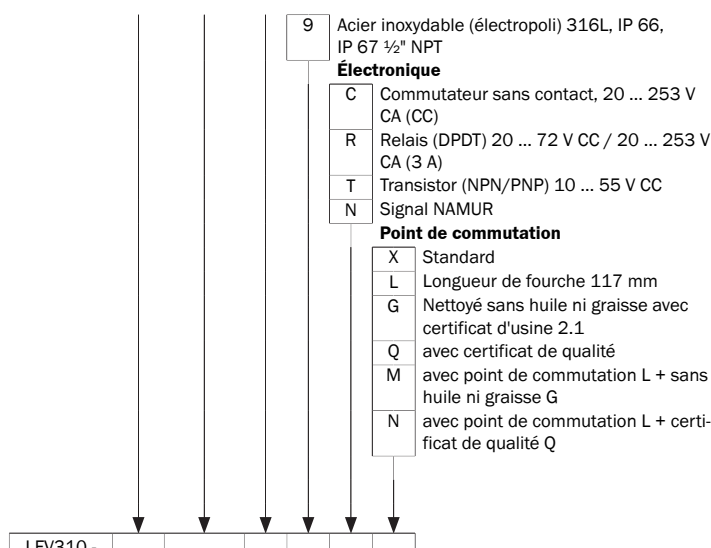 9 Acier inoxydable (électropoli) 316L, IP 66,
IP 67 ½" NPT
Électronique
C Commutateur sans contact, 20 ... 253 V
CA (CC)
R Relais (DPDT) 20 ... 72 V CC / 20 ... 253 V
CA (3 A)
T Transistor (NPN/PNP) 10 ... 55 V CC
N Signal NAMUR
Point de commutation
X Standard
L Longueur de fourche 117 mm
G Nettoyé sans huile ni graisse avec
certificat d'usine 2.1
Q avec certificat de qualité
M avec point de commutation L + sans
huile ni graisse G
N avec point de commutation L + certi-
ficat de qualité Q
LFV310 -